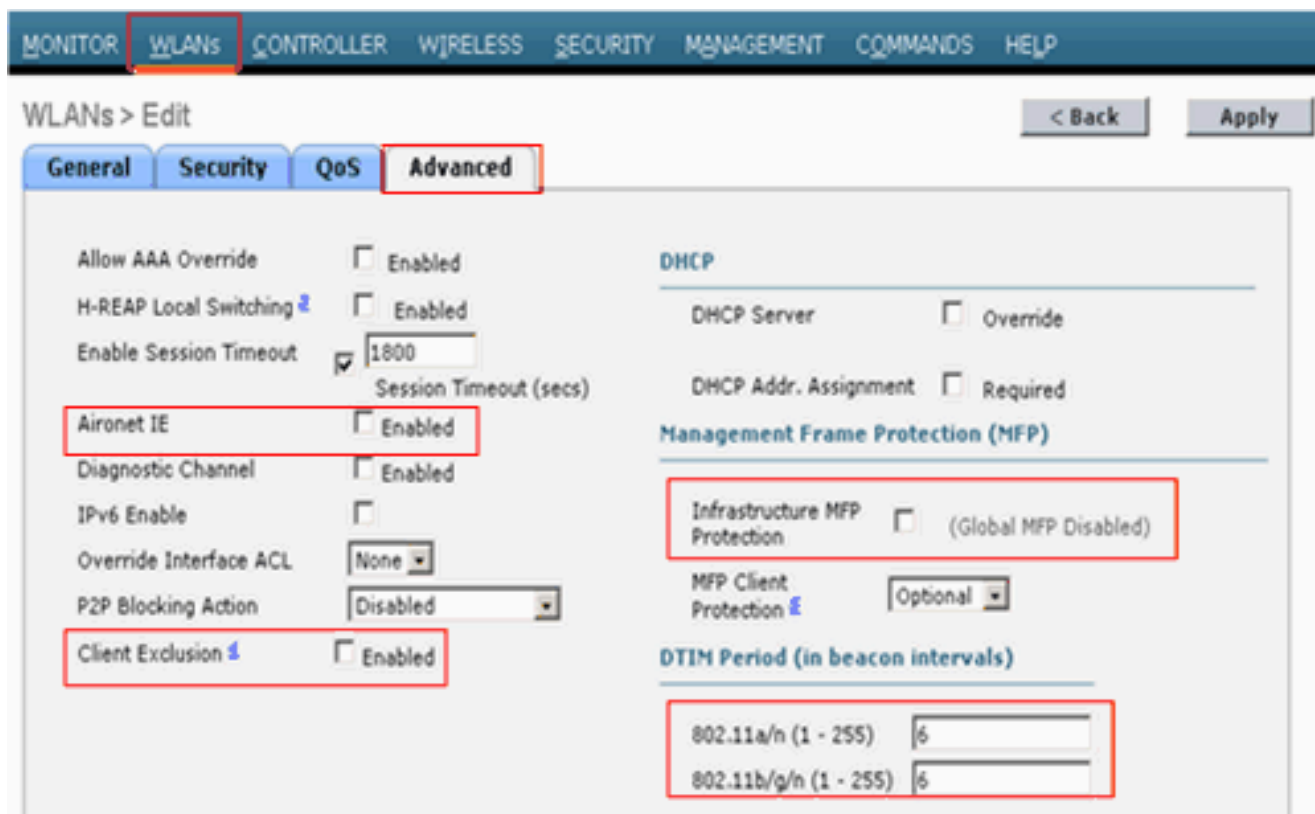 MONITOR WLANs CONTROLLER WIRELESS SECURITY MANAGEMENT COMMANDS HELP
WLANs > Edit
< Back
Apply
General
Security
QoS
Advanced
Allow AAA Override
Enabled
H-REAP Local Switching 2
Enabled
Enable Session Timeout
1800
Session Timeout (secs)
Aironet IE
Enabled
Diagnostic Channel
Enabled
IPv6 Enable
Override Interface ACL
None
P2P Blocking Action
Disabled
Client Exclusion
Enabled
DHCP
DHCP Server
Override
DHCP Addr. Assignment
Required
Management Frame Protection (MFP)
Infrastructure MFP
Protection
(Global MFP Disabled)
MFP Client
Protection
Optional
DTIM Period (in beacon intervals)
802.11a/n (1 - 255)
6
802.11b/g/n (1 - 255)
6